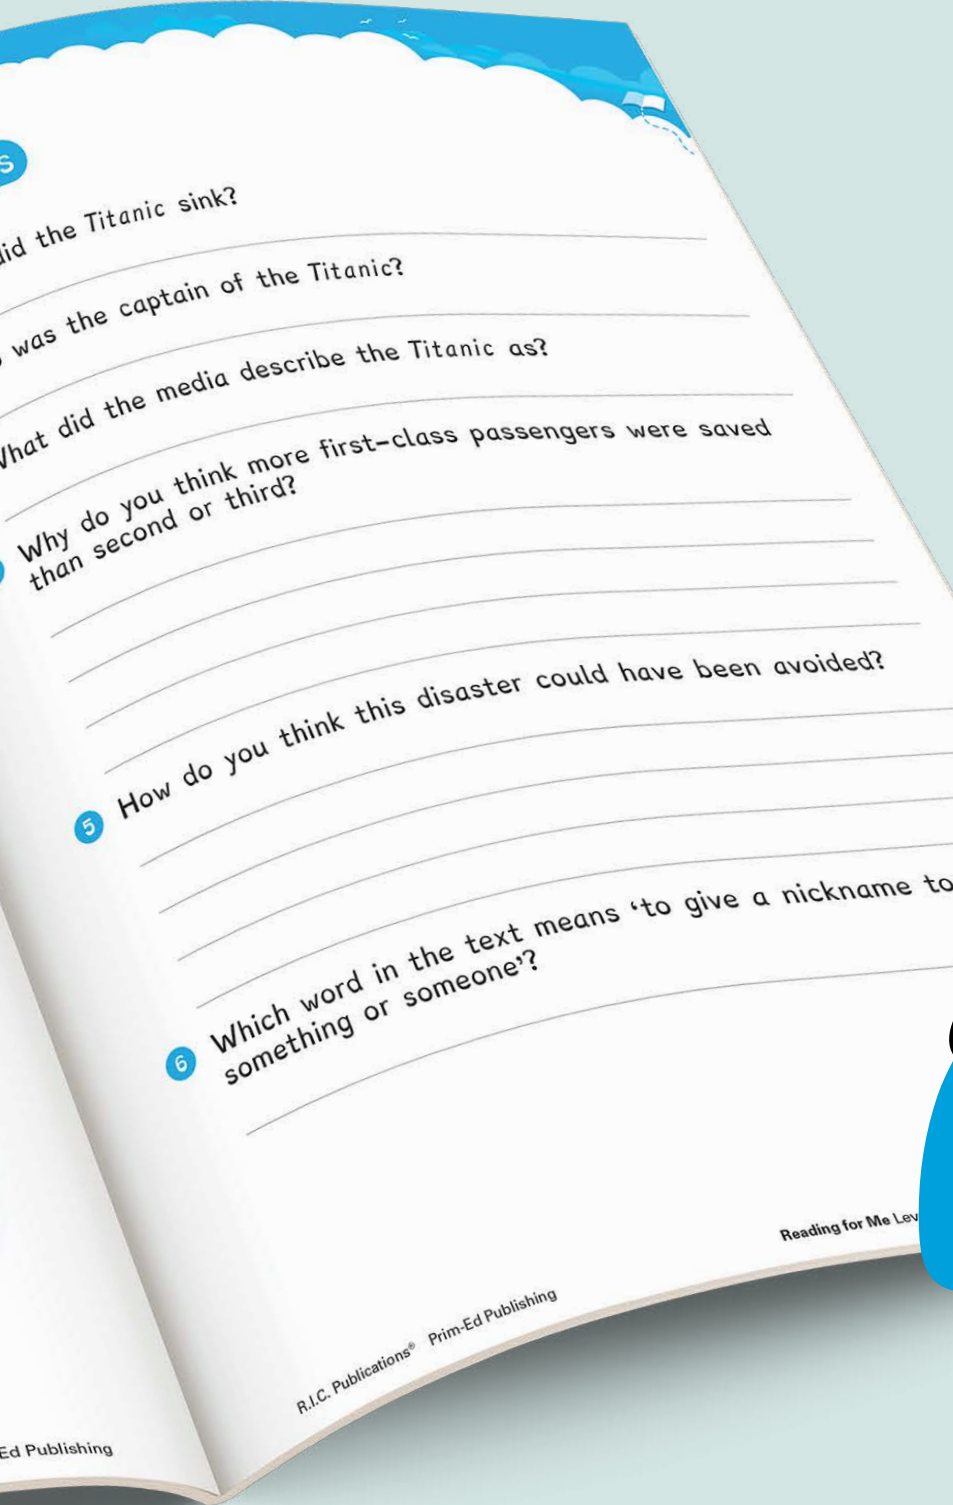 s
did the Titanic sink?
was the captain of the Titanic?
What did the media describe the Titanic as?
Why do you think more first-class passengers were saved
than second or third?
5 How do you think this disaster could have been avoided?
6 Which word in the text means ‘to give a nickname to
something or someone’?
Reading for Me Lev
R.I.C. Publications® Prim-Ed Publishing
Ed Publishing